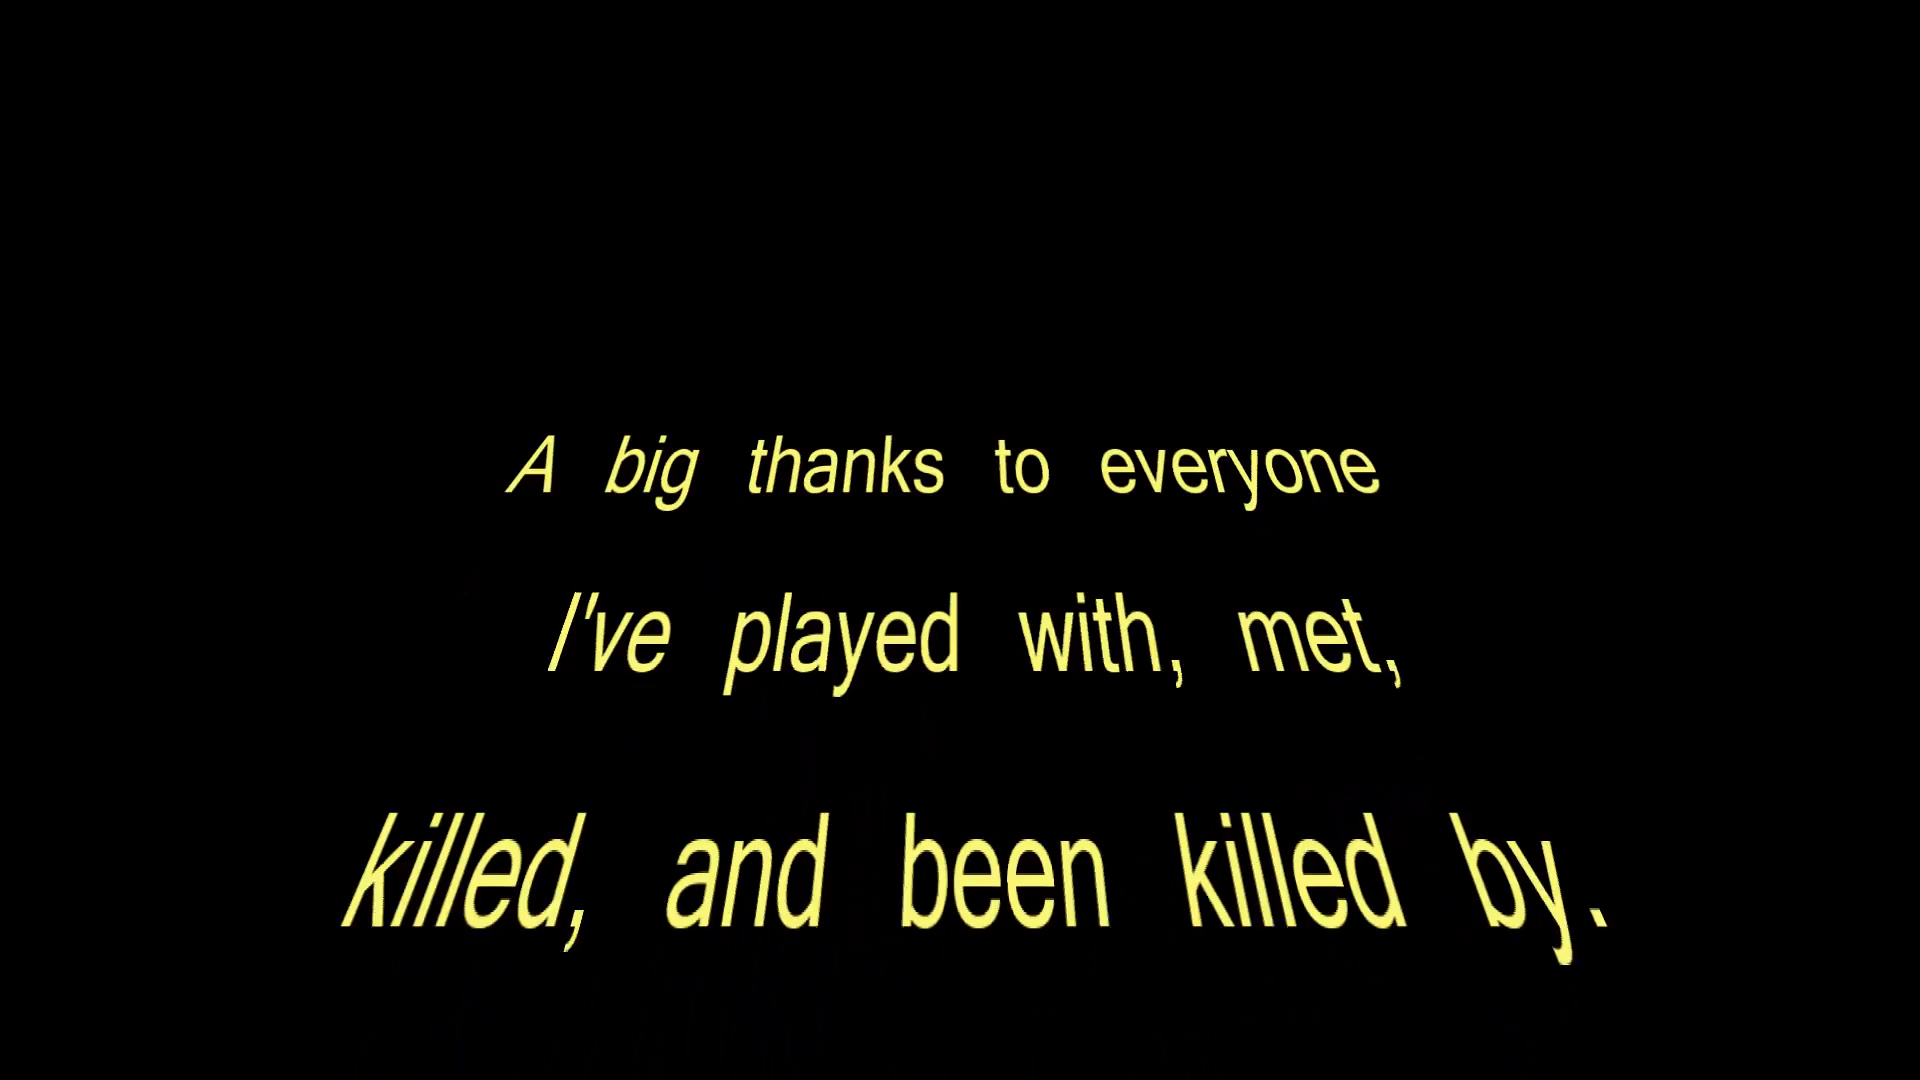 A big thanks to everyone
I've played with, met,
killed, and been killed by.